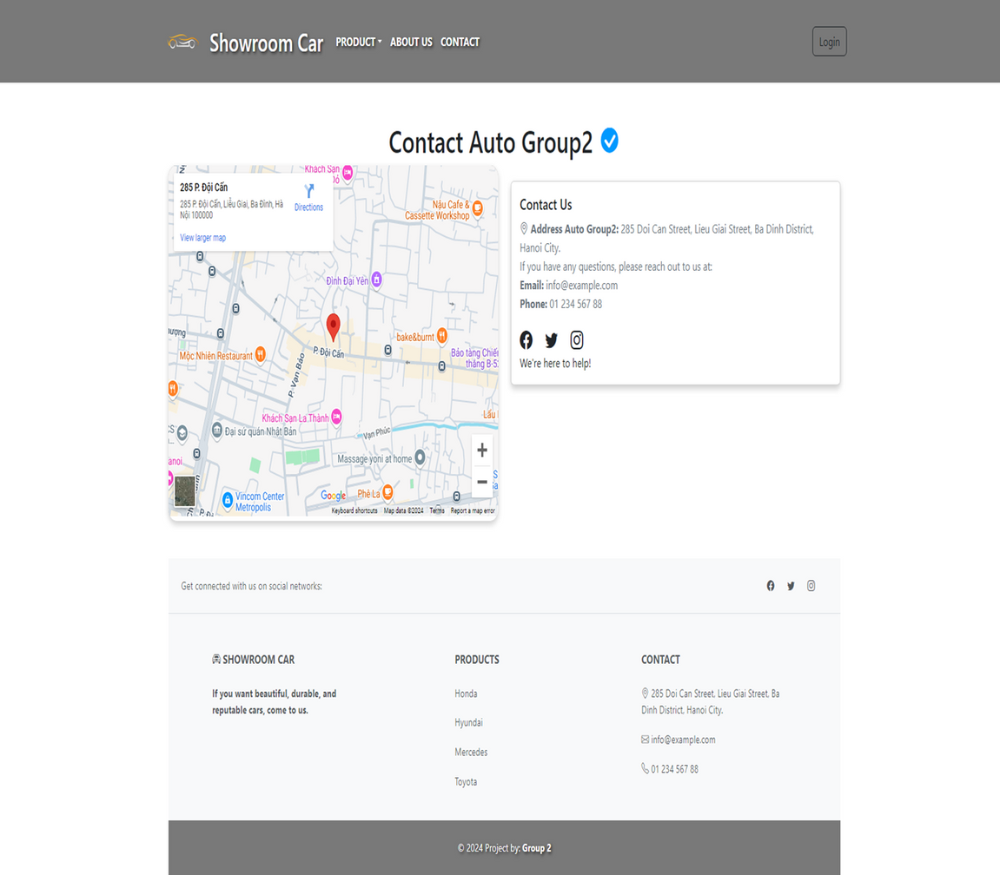 Showroom Car
PRODUCT
ABOUT US
CONTACT
Login
Contact Auto Group2
285 P. Đội Cấn
285 P. Đội Cấn, Liễu Giai, Ba Đình, Hà
Nội 100000
Directions
View larger map
Khách Sạn
Nậu Cafe &
Cassette Workshop
Đình Đại Yên
bake&burnt
P. Đội Cấn
Bảo tàng Chiế
thắng B-5
Mộc Nhiên Restaurant
P. Vạn Bảo
Khách Sạn La Thành
Đại sứ quán Nhật Bản
Vạn Phúc
Massage yoni at home
anoi
Vincom Center
Metropolis
Google
Phê La
Keyboard shortcuts
Map data ©2024
Terms
Report a map error
Contact Us
Address Auto Group2: 285 Doi Can Street, Lieu Giai Street, Ba Dinh District,
Hanoi City.
If you have any questions, please reach out to us at:
Email: info@example.com
Phone: 01 234 567 88
We're here to help!
Get connected with us on social networks:
SHOWROOM CAR
If you want beautiful, durable, and
reputable cars, come to us.
PRODUCTS
Honda
Hyundai
Mercedes
Toyota
CONTACT
285 Doi Can Street, Lieu Giai Street, Ba
Dinh District, Hanoi City.
info@example.com
01 234 567 88
© 2024 Project by: Group 2